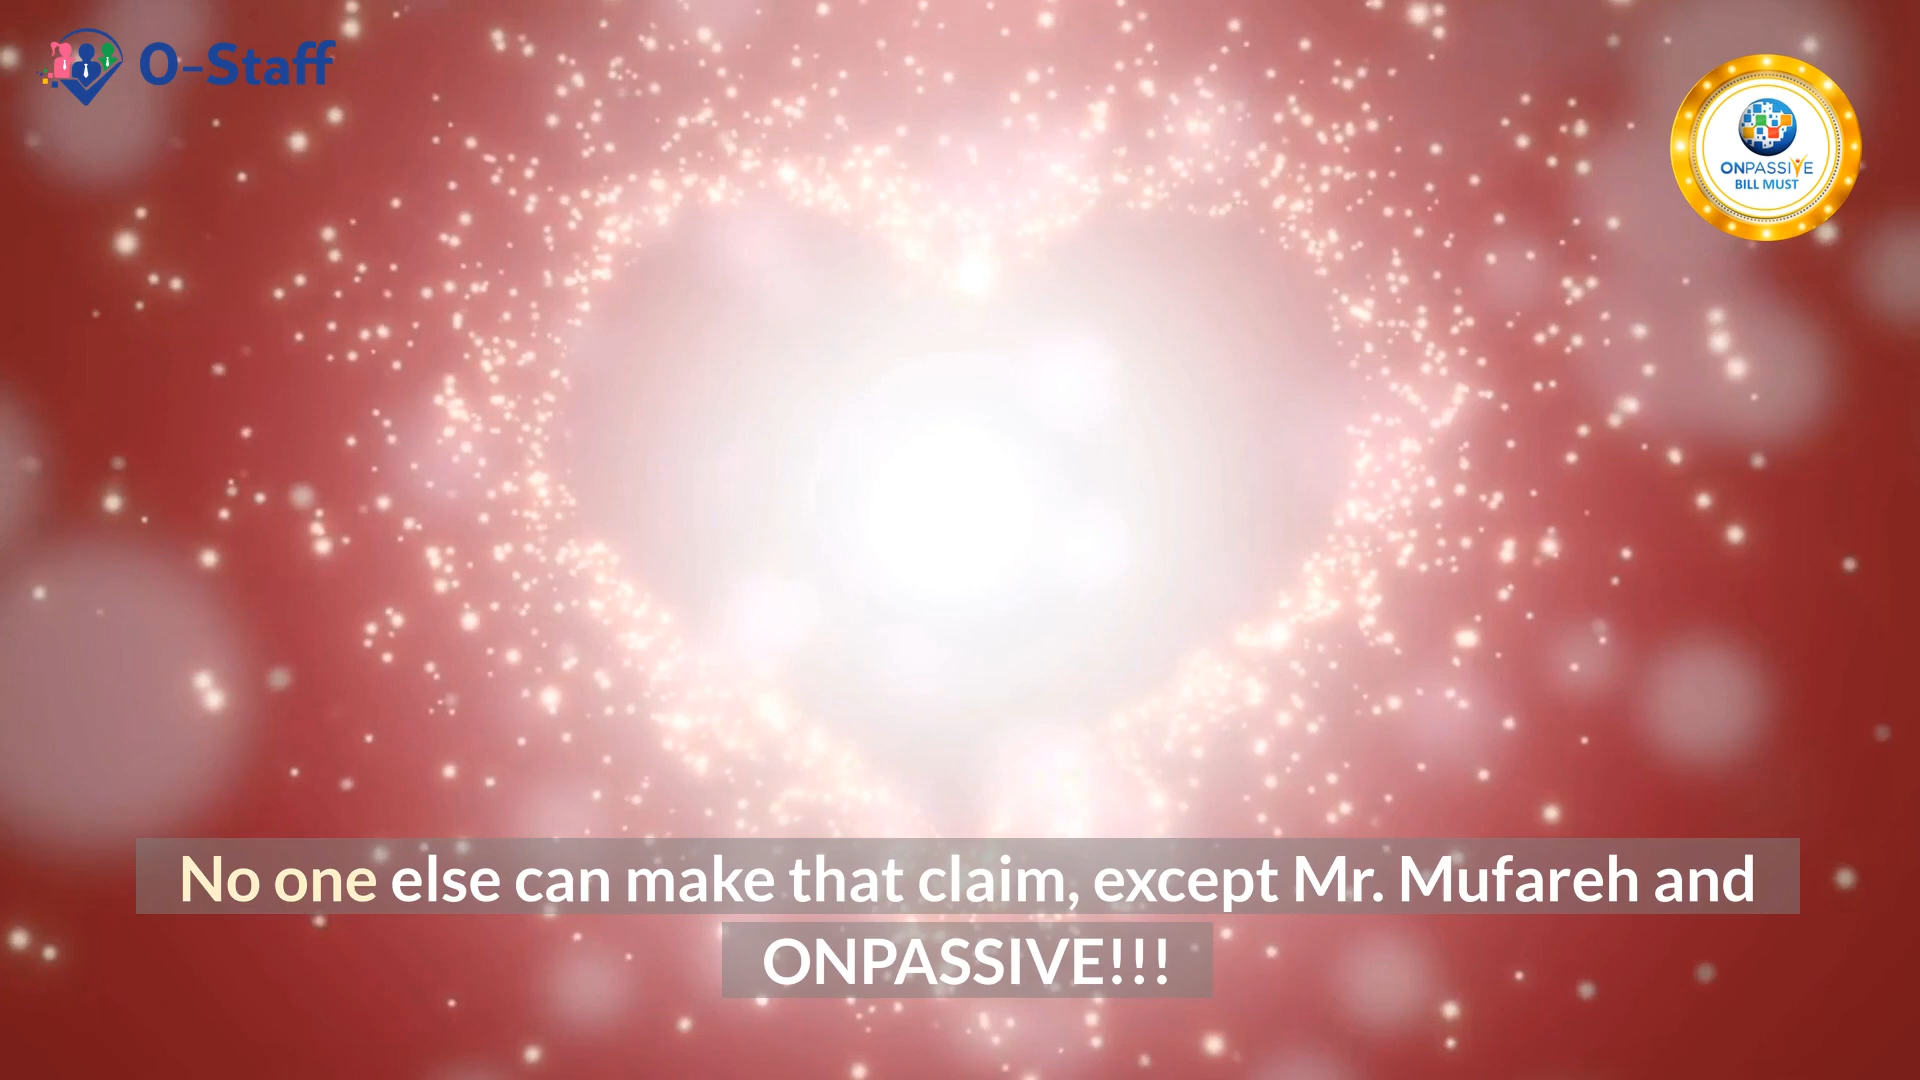 O-Staff
ONPASSIVE
BILL MUST
No one else can make that claim, except Mr. Mufareh and
ONPASSIVE!!!